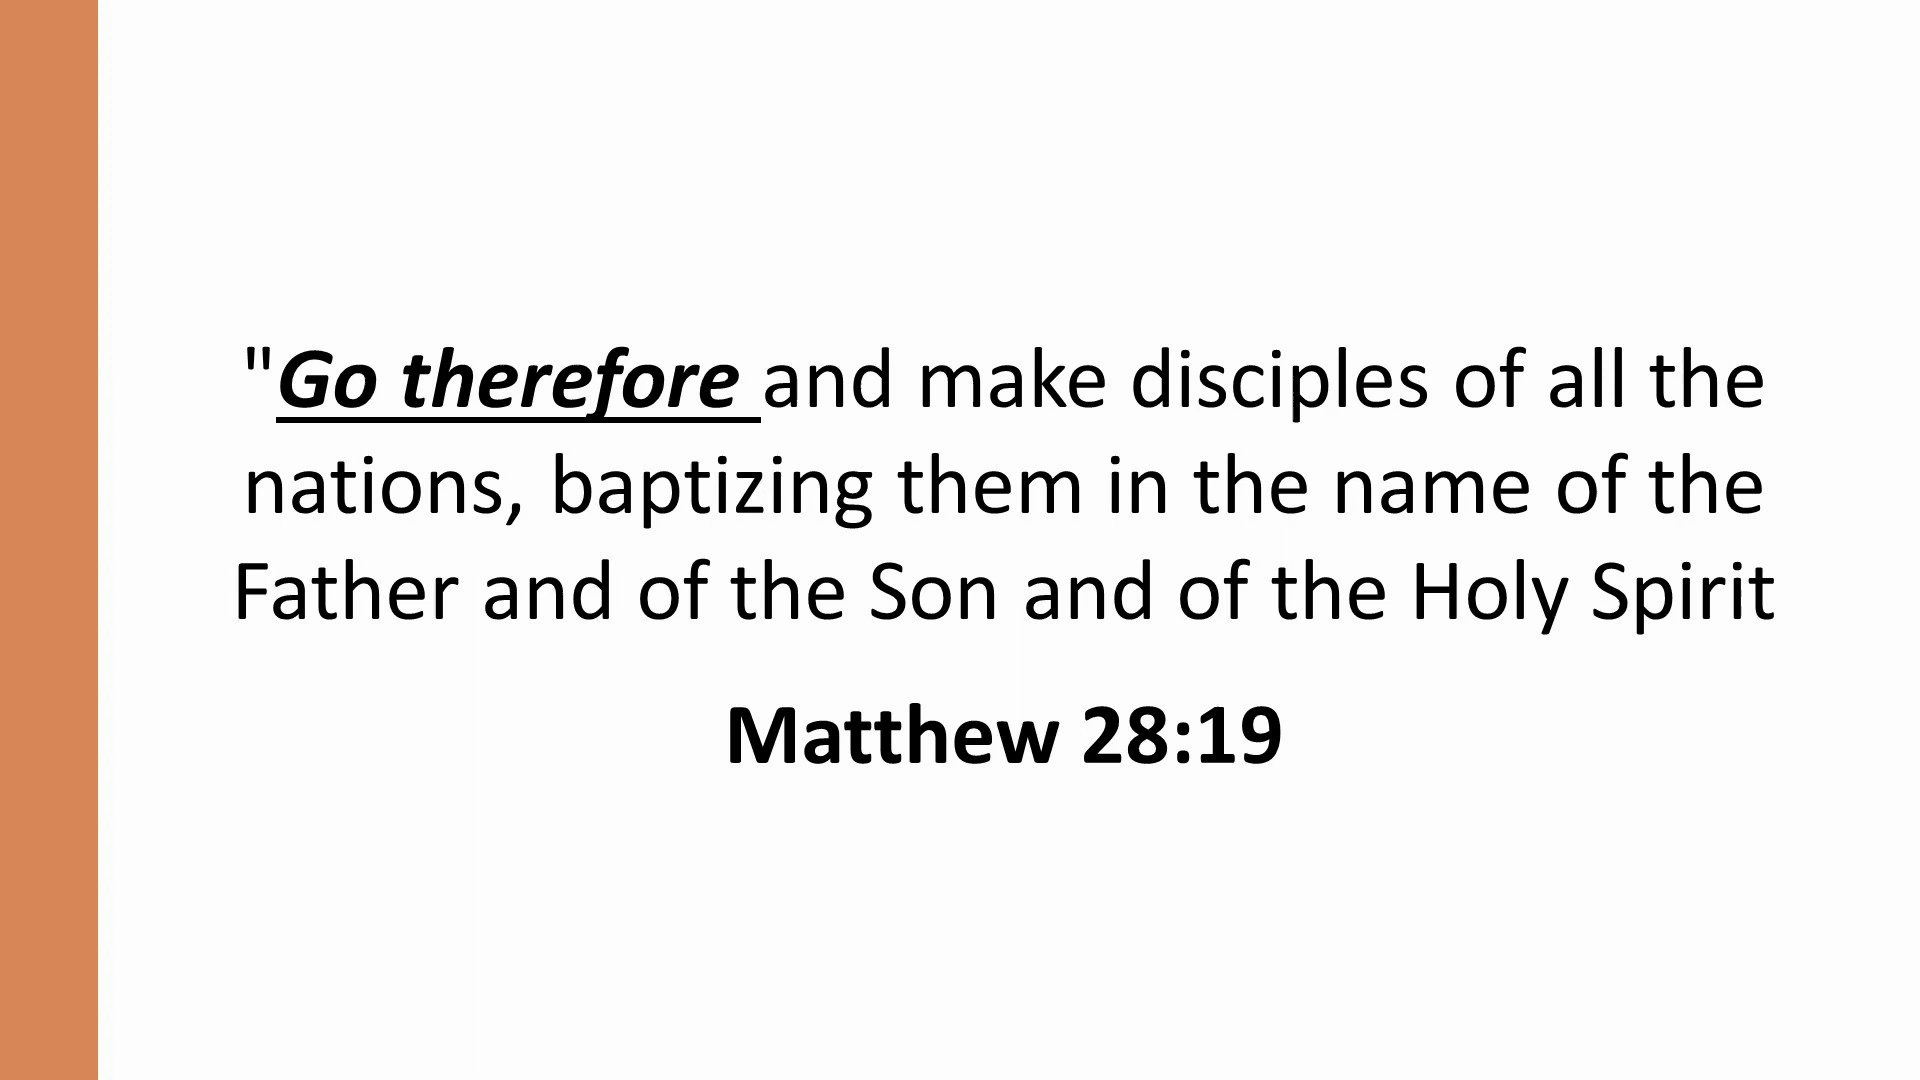 "Go therefore and make disciples of all the
nations, baptizing them in the name of the
Father and of the Son and of the Holy Spirit
Matthew 28:19